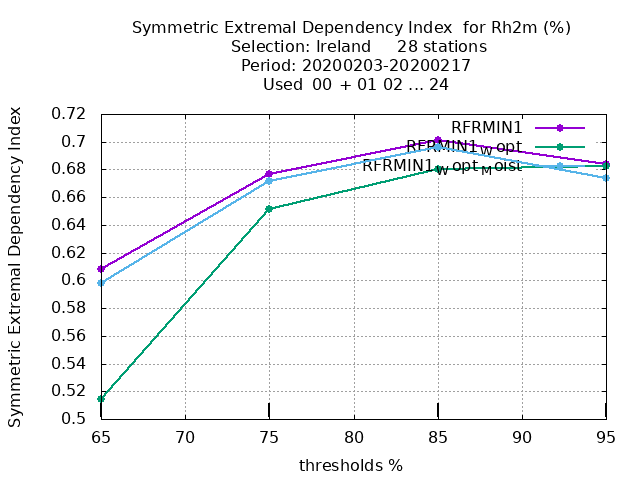 Symmetric Extremal Dependency Index  for Rh2m (%)
Selection: Ireland     28 stations
Period: 20200203-20200217
Used  00  + 01 02 ... 24
Symmetric Extremal Dependency Index
0.72
0.7
0.68
0.66
0.64
0.62
0.6
0.58
0.56
0.54
0.52
0.5
RFRMIN1
RFRMIN1wopt
RFRMIN1woptMoist
65
70
75
80
85
90
95
thresholds %